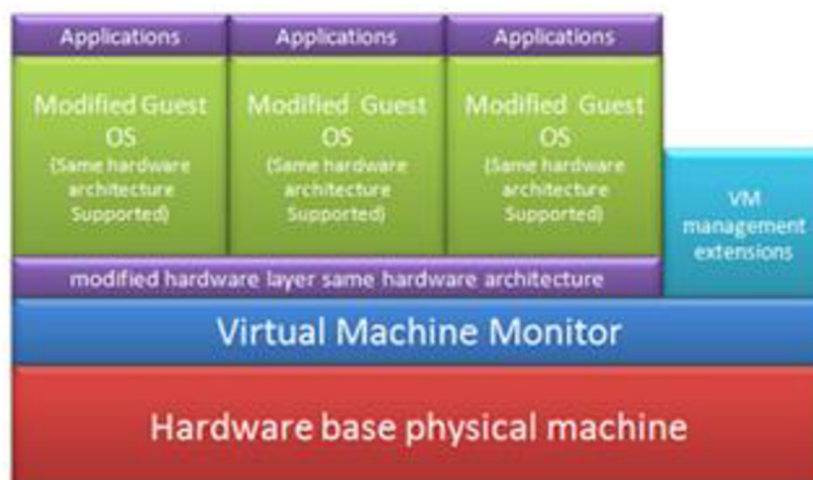 Applications
Applications
Applications
Modified Guest
OS
(Same hardware
architecture
Supported)
Modified Guest
OS
(Same hardware
architecture
Supported)
Modified Guest
OS
(Same hardware
architecture
Supported)
VM
management
extensions
modified hardware layer same hardware architecture
Virtual Machine Monitor
Hardware base physical machine